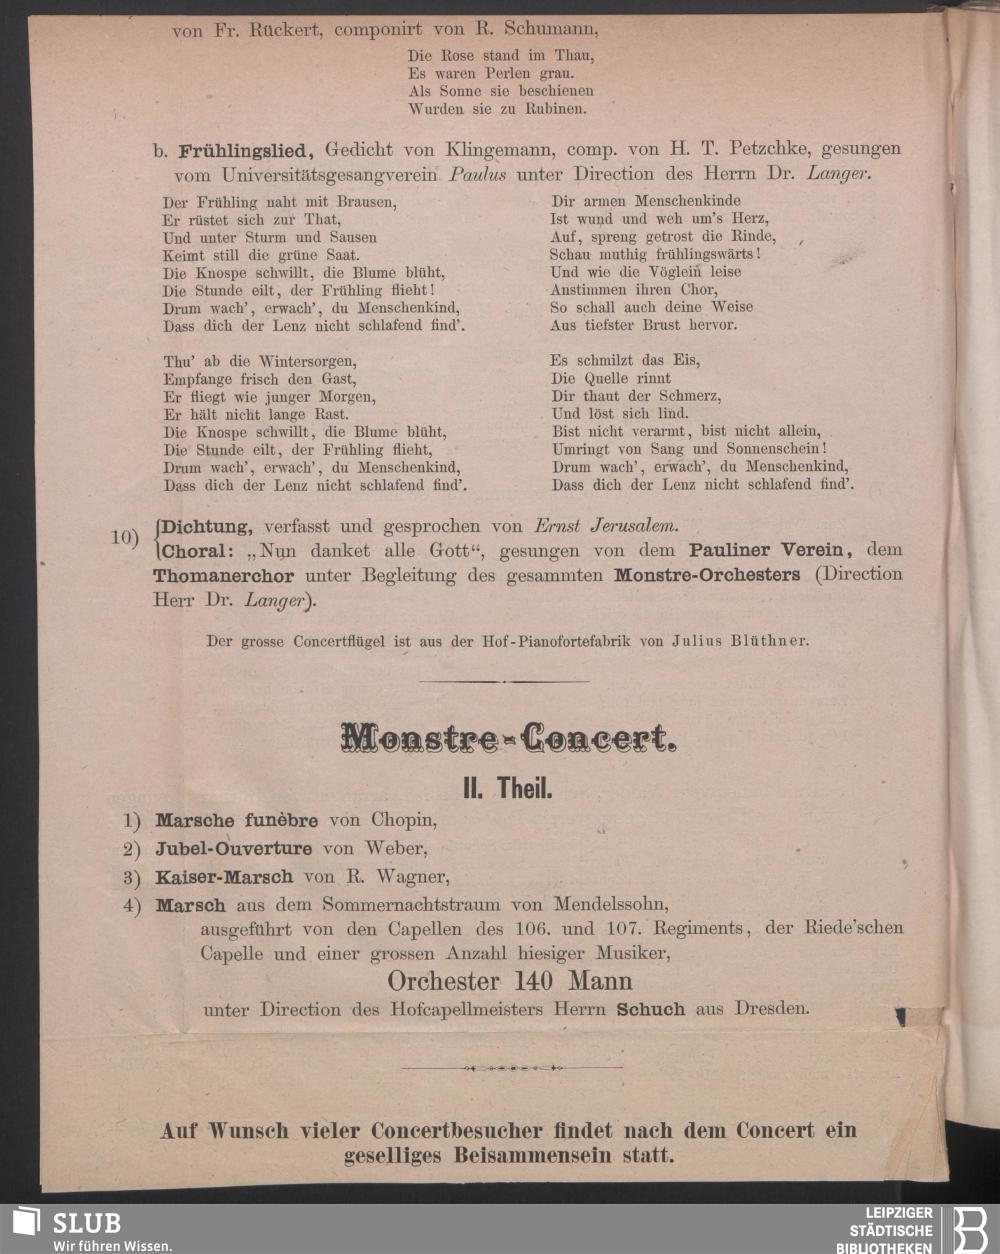 von Fr. Rückert, componirt von R. Schumann,
Die Rose stand im Thau,
Es waren Perlen grau.
Als Sonne sie beschienen
Wurden sie zu Rubinen.
b. Frühlingslied, Gedicht von Klingemann, comp. von H. T. Petzchke, gesungen
vom Universitätsgesangverein Paulus unter Direction des Herrn Dr. Langer.
Der Frühling naht mit Brausen,
Er rüstet sich zur That,
Und unter Sturm und Sausen
Keimt still die grüne Saat.
Die Knospe schwillt, die Blume blüht,
Die Stunde eilt, der Frühling flieht!
Drum wach', erwach', du Menschenkind,
Dass dich der Lenz nicht schlafend find'.
Thu' ab die Wintersorgen,
Empfange frisch den Gast,
Er fliegt wie junger Morgen,
Er hält nicht lange Rast.
Die Knospe schwillt, die Blume blüht,
Die Stunde eilt, der Frühling flieht,
Drum wach', erwach', du Menschenkind,
Dass dich der Lenz nicht schlafend find'.
Dir armen Menschenkinde
Ist wund und weh um's Herz,
Auf, spreng getrost die Rinde,
Schau muthig frühlingswärts!
Und wie die Vöglein leise
Anstimmen ihren Chor,
So schall auch deine Weise
Aus tiefster Brust hervor.
Es schmilzt das Eis,
Die Quelle rinnt
Dir thaut der Schmerz,
Und löst sich lind.
Bist nicht verarmt, bist nicht allein,
Umringt von Sang und Sonnenschein!
Drum wach', erwach', du Menschenkind,
Dass dich der Lenz nicht schlafend find'.
10) Dichtung, verfasst und gesprochen von Ernst Jerusalem.
Choral: „Nun danket alle Gott“, gesungen von dem Pauliner Verein, dem
Thomanerchor unter Begleitung des gesammten Monstre-Orchesters (Direction
Herr Dr. Langer).
Der grosse Concertflügel ist aus der Hof-Pianofortefabrik von Julius Blüthner.
Monstre-Concert.
II. Theil.
1) Marsche funèbre von Chopin,
2) Jubel-Ouverture von Weber,
3) Kaiser-Marsch von R. Wagner,
4) Marsch aus dem Sommernachtstraum von Mendelssohn,
ausgeführt von den Capellen des 106. und 107. Regiments, der Riede'schen
Capelle und einer grossen Anzahl hiesiger Musiker,
Orchester 140 Mann
unter Direction des Hofcapellmeisters Herrn Schuch aus Dresden.
Auf Wunsch vieler Concertbesucher findet nach dem Concert ein
geselliges Beisammensein statt.
SLUB
Wir führen Wissen.
LEIPZIGER
STÄDTISCHE
BIBLIOTHEKEN